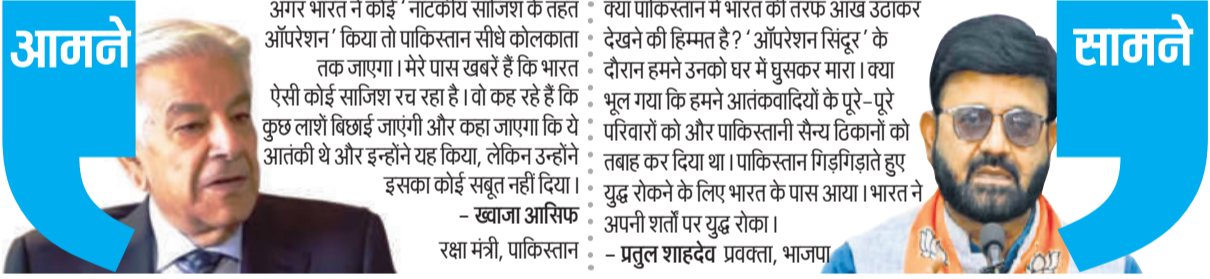 आमने
अगर भारत ने कोई ‘नाटकीय साजिश के तहत
ऑपरेशन’ किया तो पाकिस्तान सीधे कोलकाता
तक जाएगा। मेरे पास खबरें हैं कि भारत
ऐसी कोई साजिश रच रहा है। वो कह रहे हैं कि
कुछ लाशें बिछाई जाएंगी और कहा जाएगा कि ये
आतंकी थे और इन्होंने यह किया, लेकिन उन्होंने
इसका कोई सबूत नहीं दिया।
– ख्वाजा आसिफ
रक्षा मंत्री, पाकिस्तान
क्या पाकिस्तान में भारत की तरफ आंख उठाकर
देखने की हिम्मत है? ‘ऑपरेशन सिंदूर’ के
दौरान हमने उनको घर में घुसकर मारा। क्या
भूल गया कि हमने आतंकवादियों के पूरे-पूरे
परिवारों को और पाकिस्तानी सैन्य ठिकानों को
तबाह कर दिया था। पाकिस्तान गिड़गिड़ाते हुए
युद्ध रोकने के लिए भारत के पास आया। भारत ने
अपनी शर्तों पर युद्ध रोका।
– प्रतुल शाहदेव प्रवक्ता, भाजपा
सामने